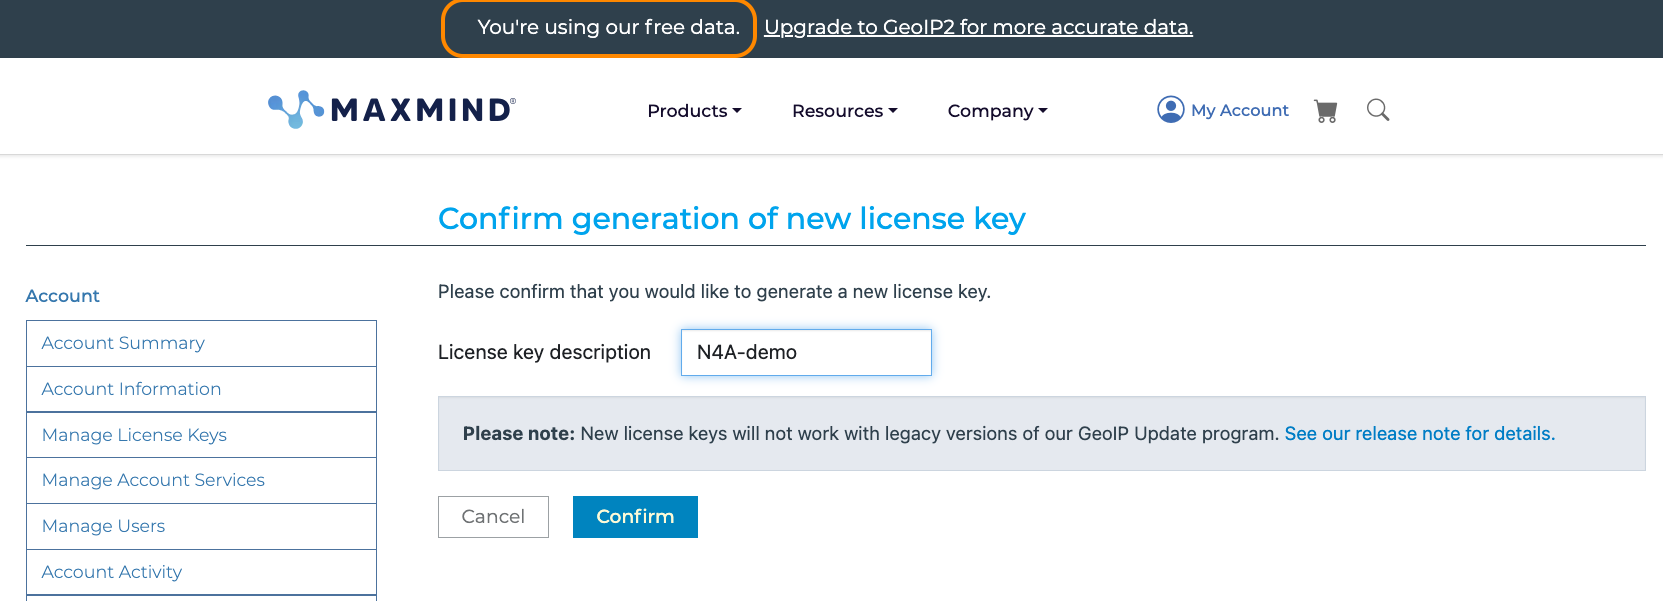 You're using our free data. Upgrade to GeoIP2 for more accurate data.
MAXMIND®
Products
Resources
Company
My Account
Confirm generation of new license key
Account
Account Summary
Account Information
Manage License Keys
Manage Account Services
Manage Users
Account Activity
Please confirm that you would like to generate a new license key.
License key description N4A-demo
Please note: New license keys will not work with legacy versions of our GeoIP Update program. See our release note for details.
Cancel
Confirm